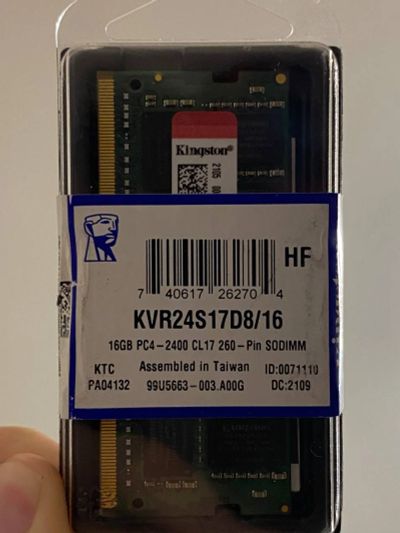 Kingston
2105
HF
7 40617 26270 4
KVR24S17D8/16
16GB PC4-2400 CL17 260-Pin SODIMM
KTC Assembled in Taiwan ID:0071110
PA04132 99U5663-003.A00G DC:2109